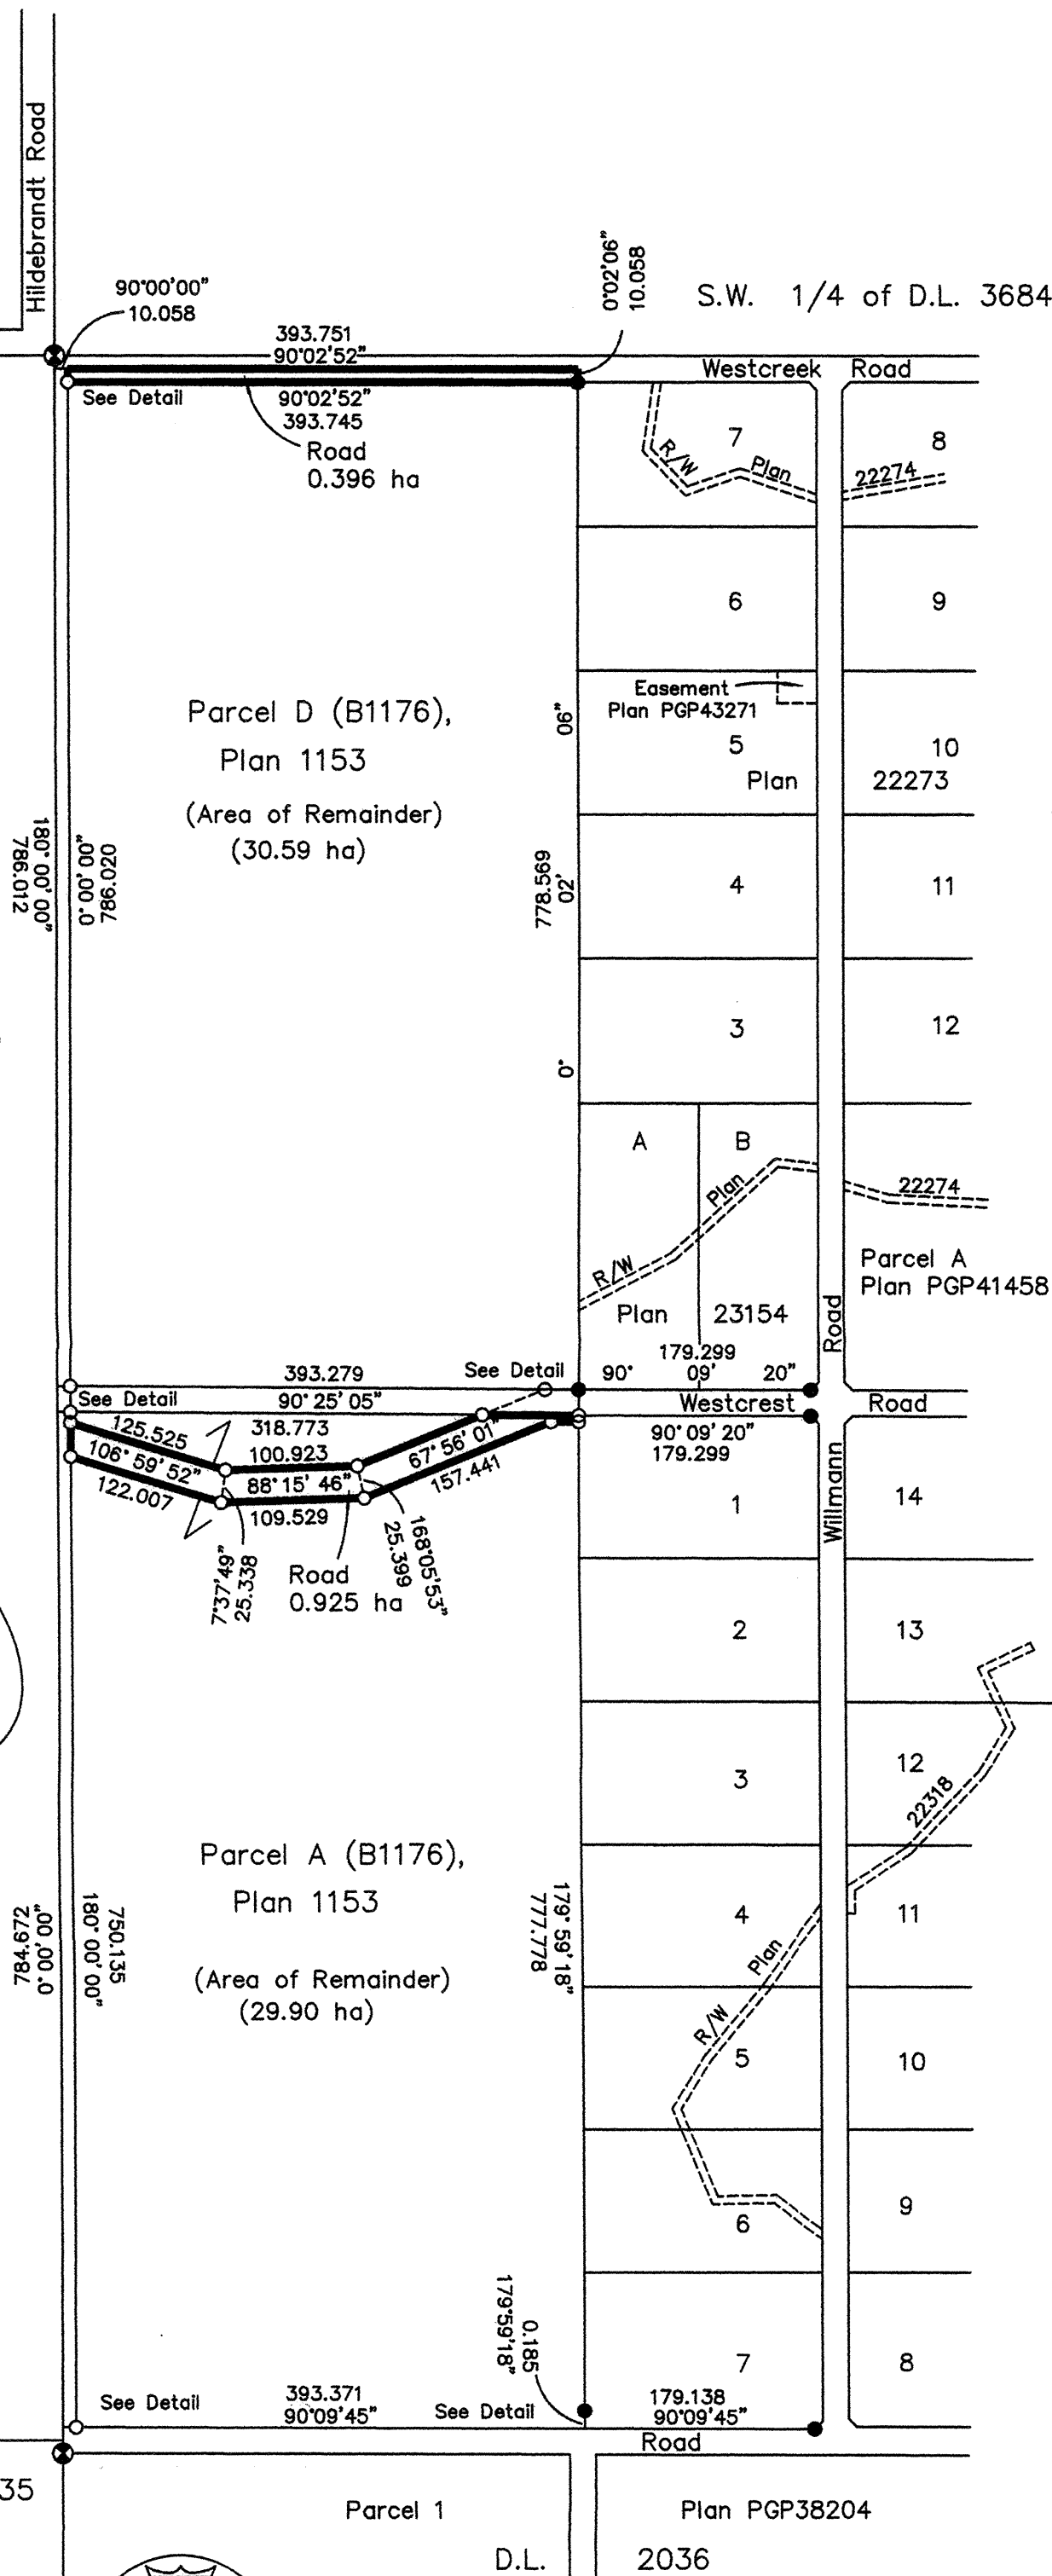 Hildebrandt Road
90°00'00"
10.058
0°02'06"
10.058
S.W. 1/4 of D.L. 3684
393.751
90°02'52"
Westcreek Road
See Detail
90°02'52"
393.745
Road
0.396 ha
7
8
R/W Plan 22274
6
9
Easement
Plan PGP43271
5
10
Plan 22273
Parcel D (B1176),
Plan 1153
(Area of Remainder)
(30.59 ha)
180° 00' 00"
786.012
786.020
0°00'00"
778.569
0° 02' 06"
4
11
3
12
A
B
R/W Plan
22274
Parcel A
Plan PGP41458
Plan 23154
Road
393.279
See Detail
179.299
90° 09' 20"
See Detail
90° 25' 05"
Westcrest Road
125.525
318.773
90° 09' 20"
179.299
106° 59' 52"
100.923
67° 56' 01"
122.007
88° 15' 46"
157.441
109.529
7°37'49"
25.338
168°05'53"
25.399
Road
0.925 ha
Willmann
1
14
2
13
3
12
22318
Parcel A (B1176),
Plan 1153
(Area of Remainder)
(29.90 ha)
784.672
0°00'00"
750.135
180° 00' 00"
179° 59' 18"
777.778
4
11
R/W Plan
5
10
6
9
179°59'18"
0.185
7
8
See Detail
393.371
90°09'45"
See Detail
179.138
90°09'45"
Road
35
Parcel 1
Plan PGP38204
D.L. 2036